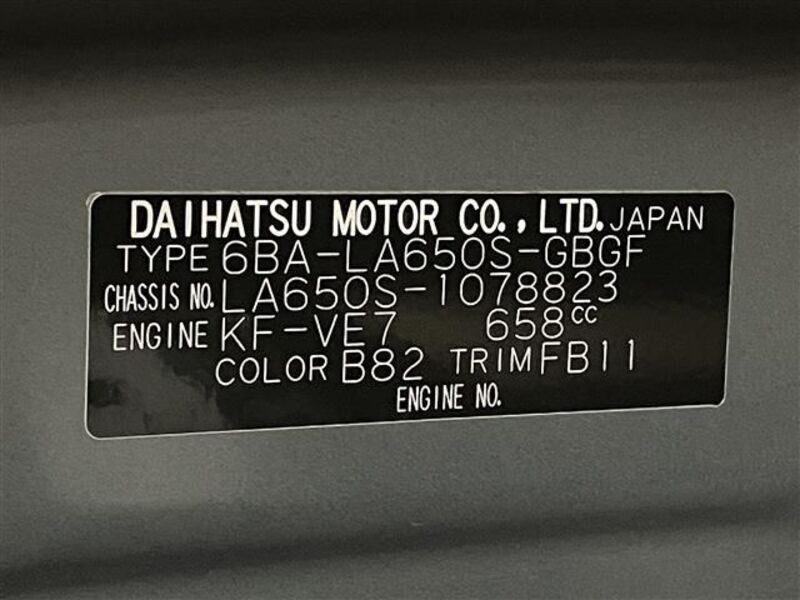 DAIHATSU MOTOR CO., LTD. JAPAN
TYPE 6BA-LA650S-GBGF
CHASSIS NO. LA650S-1078823
ENGINE KF-VE7 658cc
COLOR B82 TRIM FB11
ENGINE NO.